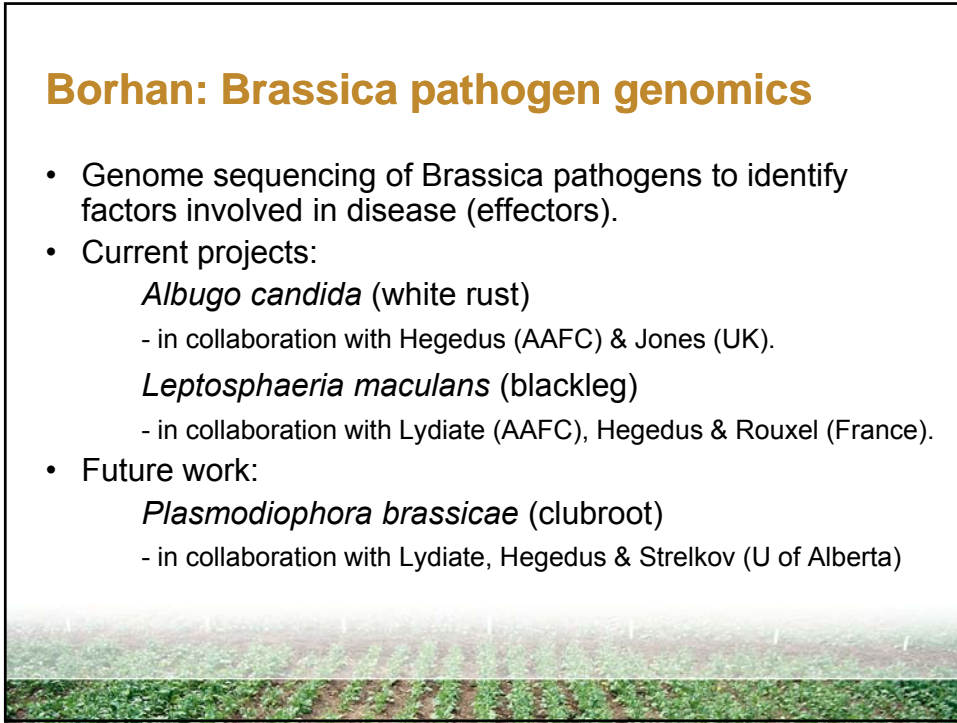 Borhan: Brassica pathogen genomics
• Genome sequencing of Brassica pathogens to identify
factors involved in disease (effectors).
• Current projects:
Albugo candida (white rust)
- in collaboration with Hegedus (AAFC) & Jones (UK).
Leptosphaeria maculans (blackleg)
- in collaboration with Lydiate (AAFC), Hegedus & Rouxel (France).
• Future work:
Plasmodiophora brassicae (clubroot)
- in collaboration with Lydiate, Hegedus & Strelkov (U of Alberta)